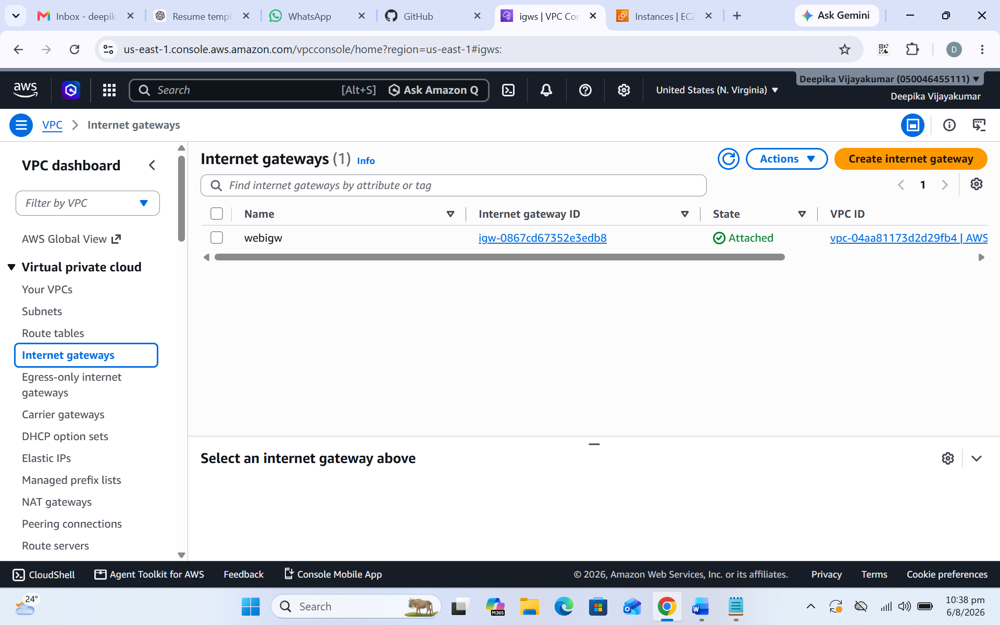 Inbox - deepik
Resume templ
WhatsApp
GitHub
igws | VPC Cor
Instances | EC2
Ask Gemini
us-east-1.console.aws.amazon.com/vpcconsole/home?region=us-east-1#igws:
D
aws
Search
[Alt+S]
Ask Amazon Q
United States (N. Virginia)
Deepika Vijayakumar (050046455111)
Deepika Vijayakumar
VPC
Internet gateways
VPC dashboard
Filter by VPC
AWS Global View
Virtual private cloud
Your VPCs
Subnets
Route tables
Internet gateways
Egress-only internet
gateways
Carrier gateways
DHCP option sets
Elastic IPs
Managed prefix lists
NAT gateways
Peering connections
Route servers
Internet gateways (1) Info
Actions
Create internet gateway
Find internet gateways by attribute or tag
1
Name
Internet gateway ID
State
VPC ID
webigw
igw-0867cd67352e3edb8
Attached
vpc-04aa81173d2d29fb4 | AWS
Select an internet gateway above
CloudShell
Agent Toolkit for AWS
Feedback
Console Mobile App
© 2026, Amazon Web Services, Inc. or its affiliates.
Privacy
Terms
Cookie preferences
24°
Search
M365
10:38 pm
6/8/2026